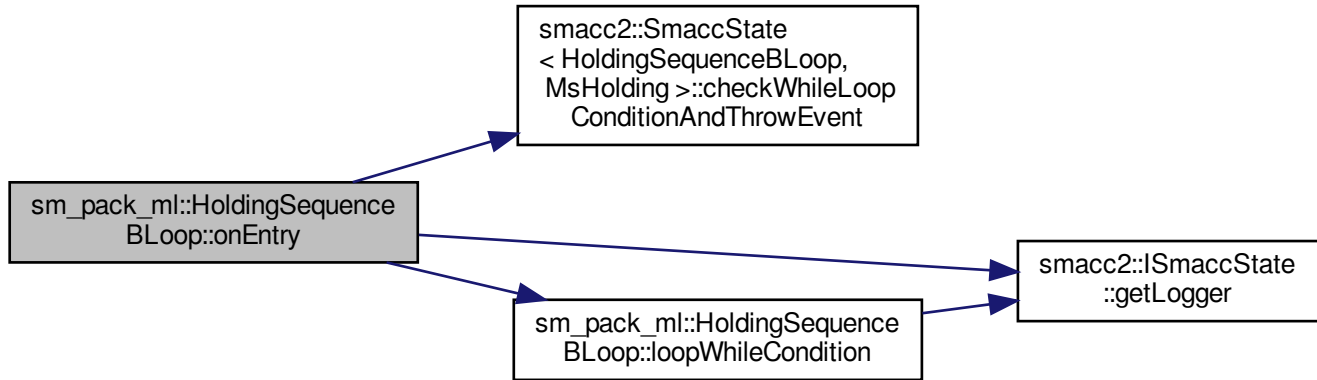 smacc2::SmaccState
< HoldingSequenceBLoop,
MsHolding >::checkWhileLoop
ConditionAndThrowEvent
sm_pack_ml::HoldingSequence
BLoop::onEntry
smacc2::ISmaccState
::getLogger
sm_pack_ml::HoldingSequence
BLoop::loopWhileCondition